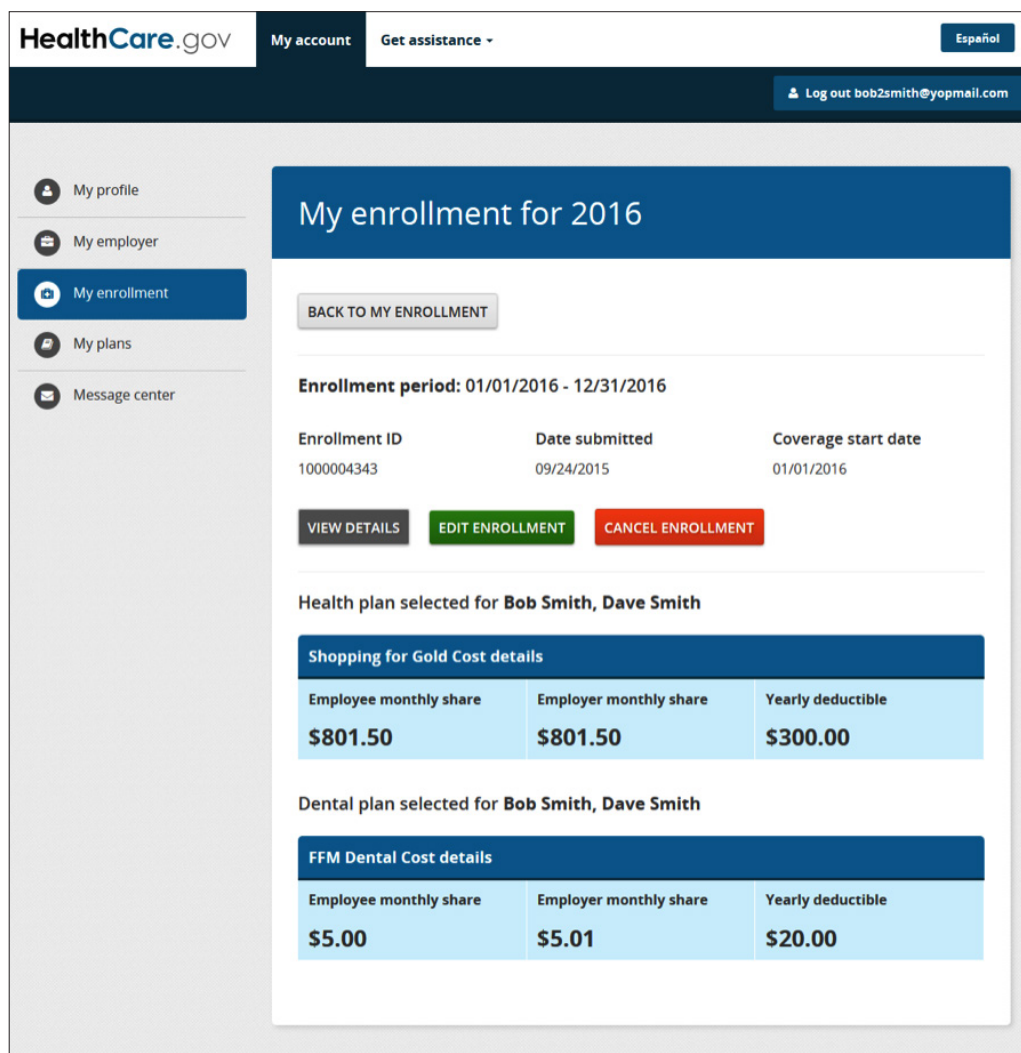 HealthCare.gov
My account
Get assistance
Español
Log out bob2smith@yopmail.com
My profile
My employer
My enrollment
My plans
Message center
My enrollment for 2016
BACK TO MY ENROLLMENT
Enrollment period: 01/01/2016 - 12/31/2016
Enrollment ID Date submitted Coverage start date
1000004343 09/24/2015 01/01/2016
VIEW DETAILS EDIT ENROLLMENT CANCEL ENROLLMENT
Health plan selected for Bob Smith, Dave Smith
Shopping for Gold Cost details
Employee monthly share Employer monthly share Yearly deductible
$801.50 $801.50 $300.00
Dental plan selected for Bob Smith, Dave Smith
FFM Dental Cost details
Employee monthly share Employer monthly share Yearly deductible
$5.00 $5.01 $20.00